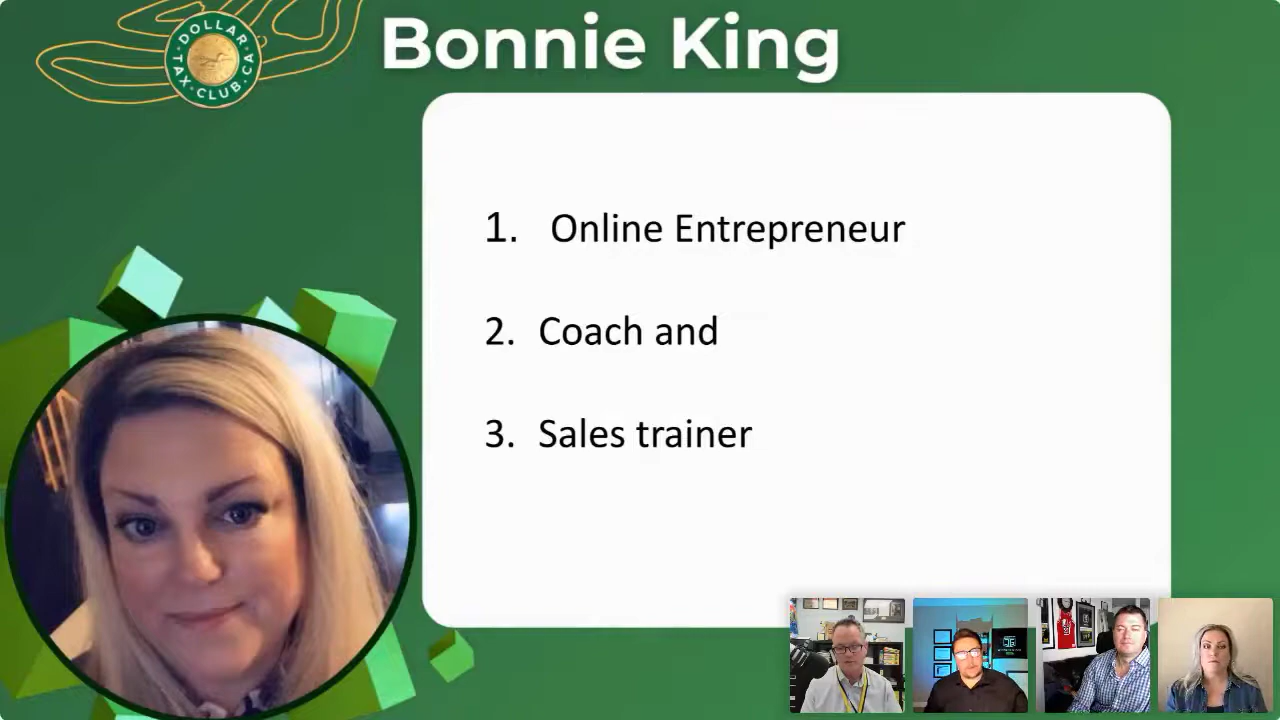 DOLLAR
TAX·CLUB.CA
Bonnie King
1. Online Entrepreneur
2. Coach and
3. Sales trainer